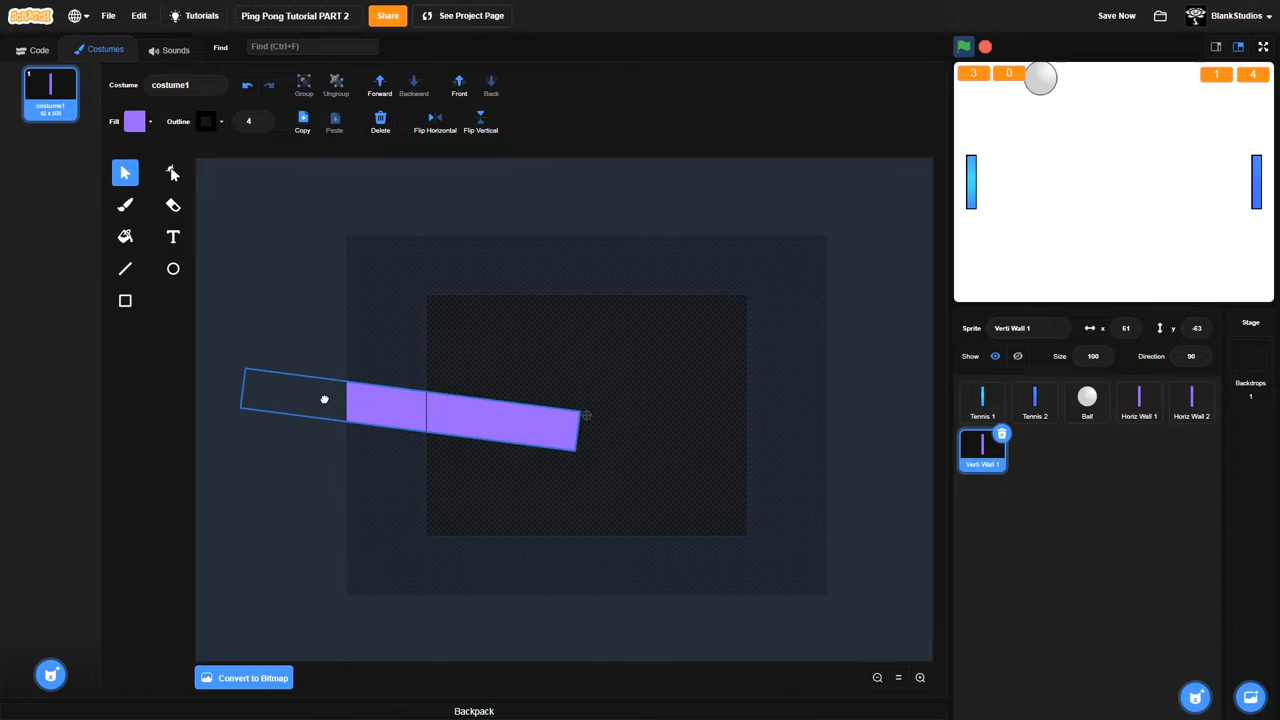 SCRATCH File Edit Tutorials Ping Pong Tutorial PART 2 Share See Project Page Save Now BlankStudios
Code Costumes Sounds Find Find (Ctrl+F)
1
costume1
62 x 503
Costume costume1 Group Ungroup Forward Backward Front Back
Fill Outline 4 Copy Paste Delete Flip Horizontal Flip Vertical
3 0 1 4
Sprite Verti Wall 1 x 61 y -63
Show Size 100 Direction 90
Tennis 1 Tennis 2 Ball Horiz Wall 1 Horiz Wall 2
Verti Wall 1
Stage
Backdrops
1
Convert to Bitmap
Backpack